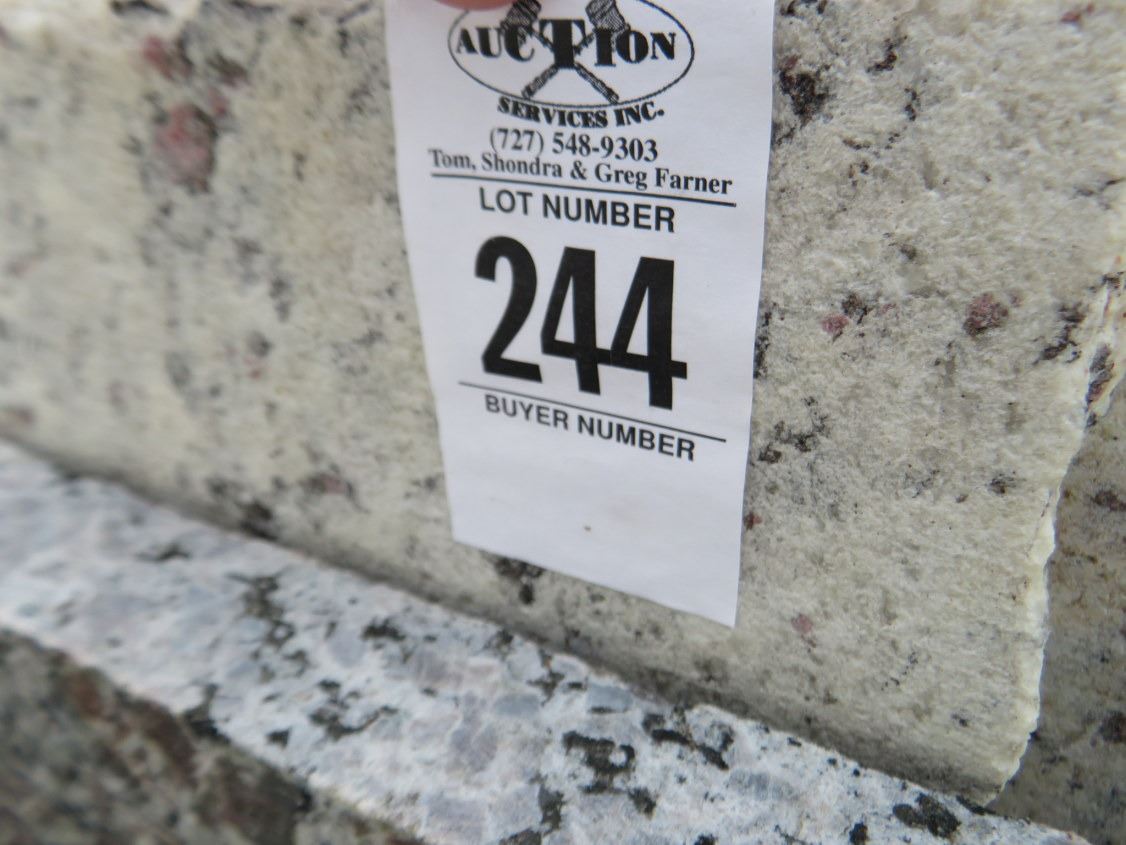 AUCTION
SERVICES INC.
(727) 548-9303
Tom, Shondra & Greg Farner
LOT NUMBER
244
BUYER NUMBER